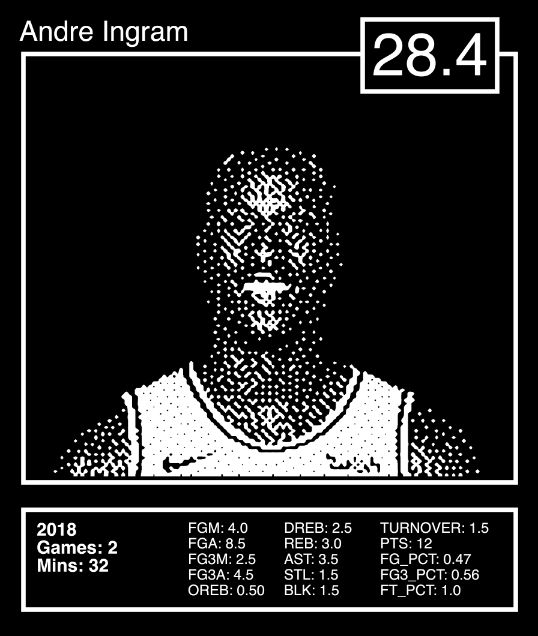 Andre Ingram
28.4
2018
Games: 2
Mins: 32
FGM: 4.0
FGA: 8.5
FG3M: 2.5
FG3A: 4.5
OREB: 0.50
DREB: 2.5
REB: 3.0
AST: 3.5
STL: 1.5
BLK: 1.5
TURNOVER: 1.5
PTS: 12
FG_PCT: 0.47
FG3_PCT: 0.56
FT_PCT: 1.0